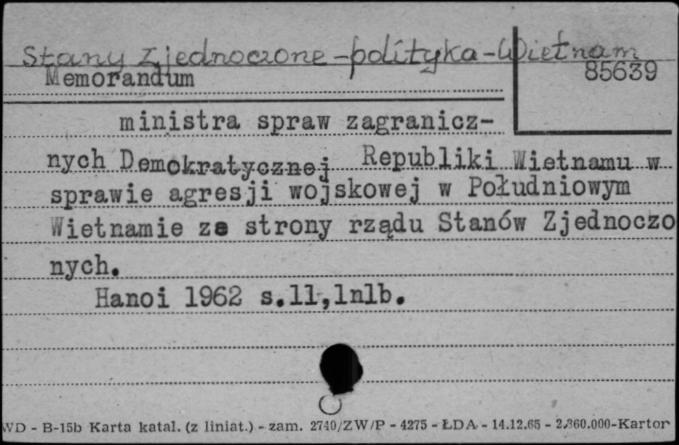 Stany Zjednoczone - polityka - Wietnam
85639
Memorandum
ministra spraw zagranicz-
nych Demokratycznej Republiki Wietnamu w
sprawie agresji wojskowej w Południowym
Wietnamie ze strony rządu Stanów Zjednoczo
nych.
Hanoi 1962 s.11,1nlb.
WD - B-15b Karta katal. (z liniat.) - zam. 2740/ZW/P - 4275 - ŁDA - 14.12.65 - 2.360.000-Karton